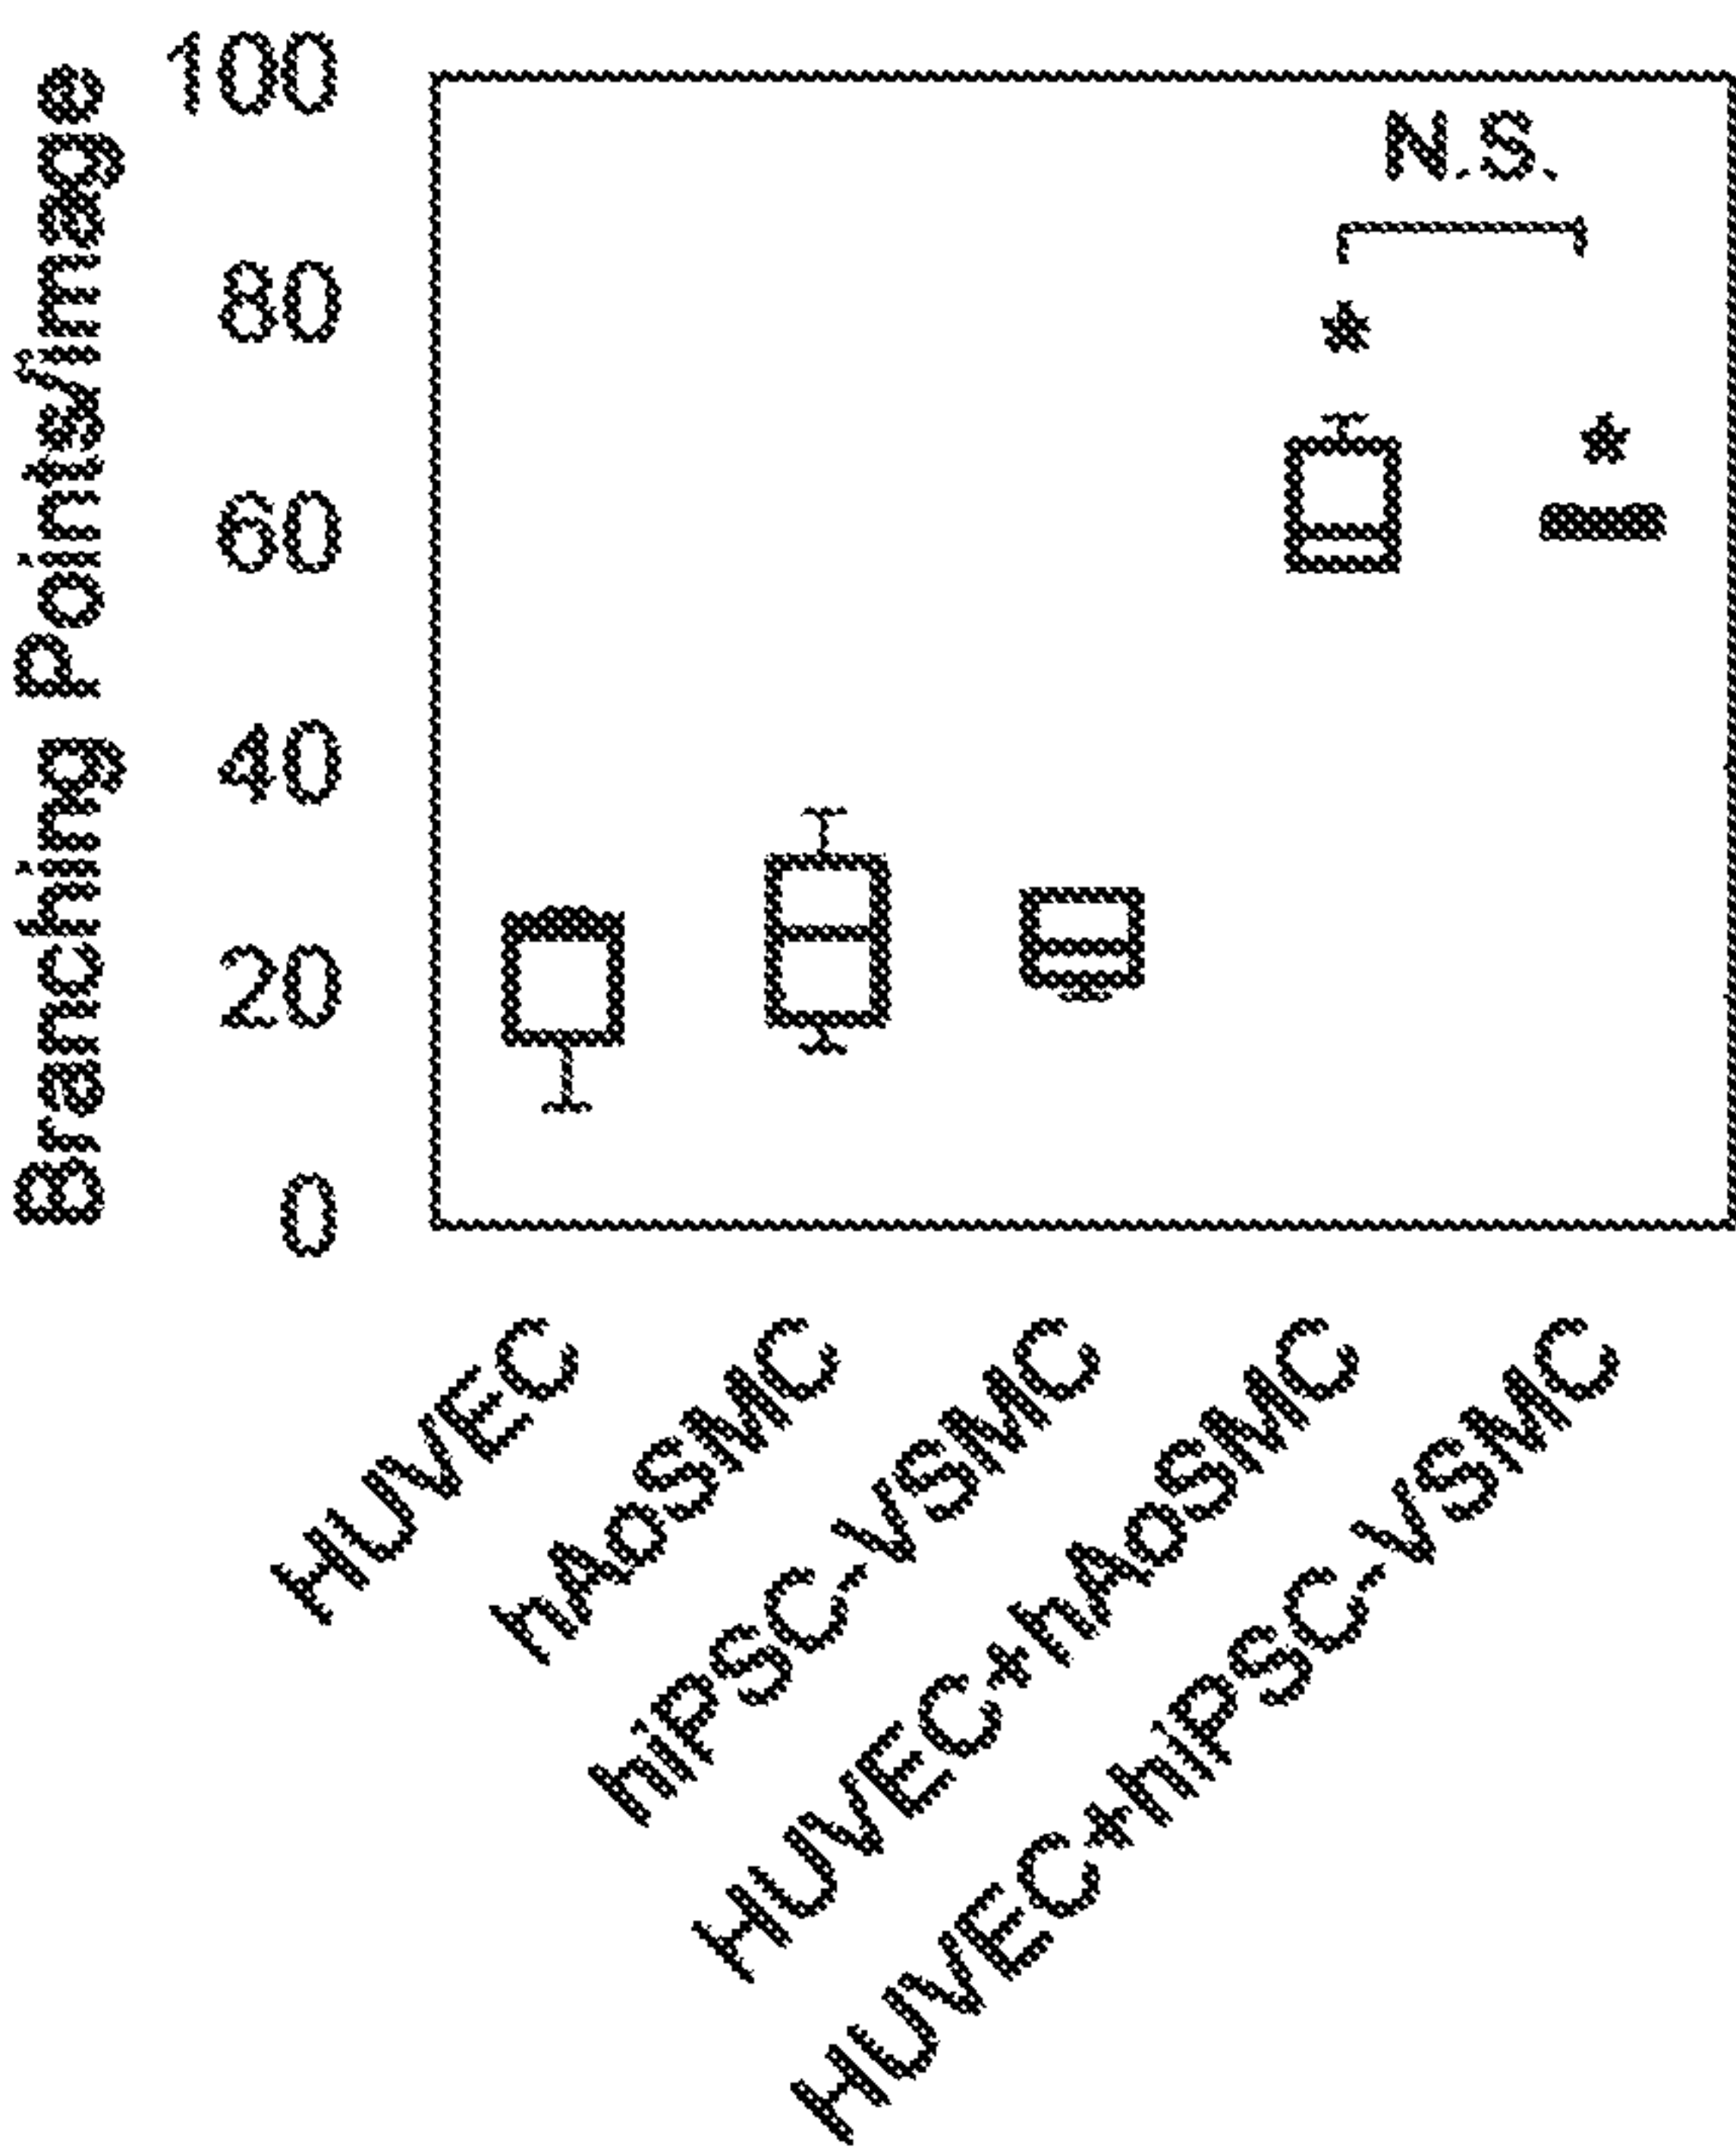 Branching Points/image
100
80
60
40
20
0
N.S.
*
*
HUVEC
hAoSMC
hiPSC-VSMC
HUVEC+hAoSMC
HUVEC+hiPSC-VSMC